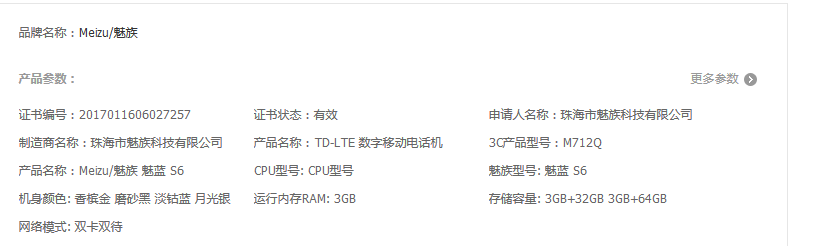 品牌名称：Meizu/魅族
产品参数：
更多参数
证书编号：2017011606027257 证书状态：有效 申请人名称：珠海市魅族科技有限公司
制造商名称：珠海市魅族科技有限公司 产品名称：TD-LTE 数字移动电话机 3C产品型号：M712Q
产品名称：Meizu/魅族 魅蓝 S6 CPU型号: CPU型号 魅族型号: 魅蓝 S6
机身颜色: 香槟金 磨砂黑 淡钴蓝 月光银 运行内存RAM: 3GB 存储容量: 3GB+32GB 3GB+64GB
网络模式: 双卡双待